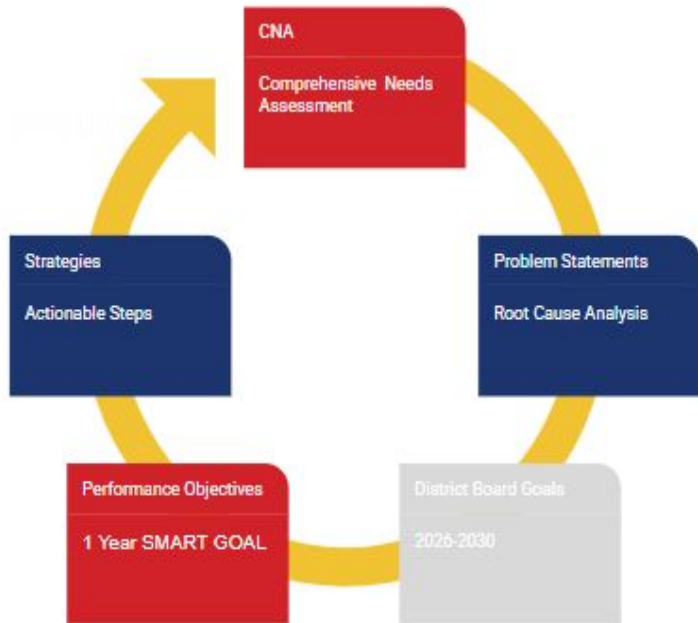 CNA
Comprehensive Needs
Assessment
Problem Statements
Root Cause Analysis
District Board Goals
2026-2030
Performance Objectives
1 Year SMART GOAL
Strategies
Actionable Steps